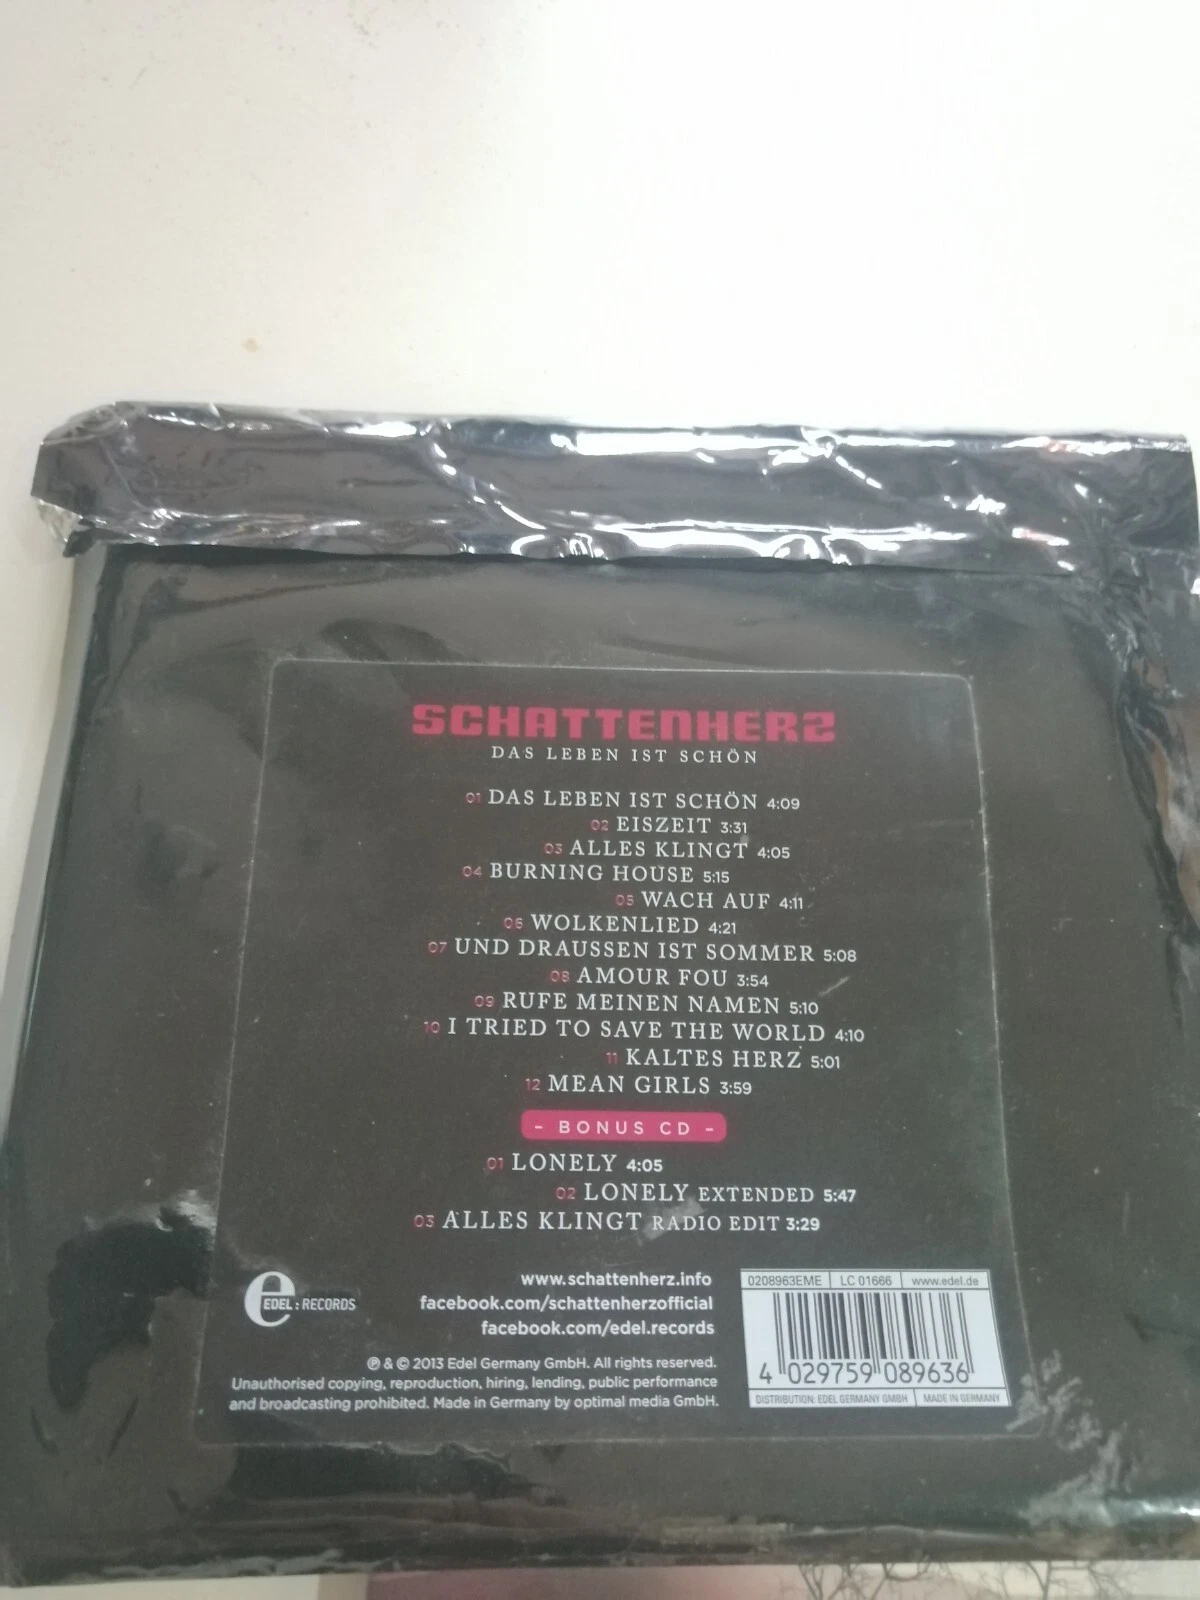 SCHATTENHERZ
DAS LEBEN IST SCHÖN
01 DAS LEBEN IST SCHÖN 4:09
02 EISZEIT 3:31
03 ALLES KLINGT 4:05
04 BURNING HOUSE 5:15
05 WACH AUF 4:11
06 WOLKENLIED 4:21
07 UND DRAUSSEN IST SOMMER 5:08
08 AMOUR FOU 3:54
09 RUFE MEINEN NAMEN 5:10
10 I TRIED TO SAVE THE WORLD 4:10
11 KALTES HERZ 5:01
12 MEAN GIRLS 3:59
- BONUS CD -
01 LONELY 4:05
02 LONELY EXTENDED 5:47
03 ALLES KLINGT RADIO EDIT 3:29
e
EDEL : RECORDS
www.schattenherz.info
facebook.com/schattenherzofficial
facebook.com/edel.records
℗ & © 2013 Edel Germany GmbH. All rights reserved.
Unauthorised copying, reproduction, hiring, lending, public performance
and broadcasting prohibited. Made in Germany by optimal media GmbH.
0208963EME LC 01666 www.edel.de
4 029759 089636
DISTRIBUTION: EDEL GERMANY GMBH MADE IN GERMANY